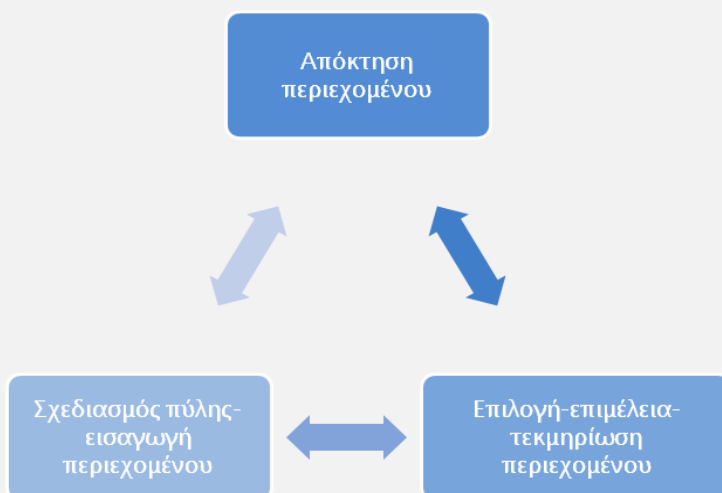 Απόκτηση
περιεχομένου
Σχεδιασμός πύλης-
εισαγωγή
περιεχομένου
Επιλογή-επιμέλεια-
τεκμηρίωση
περιεχομένου